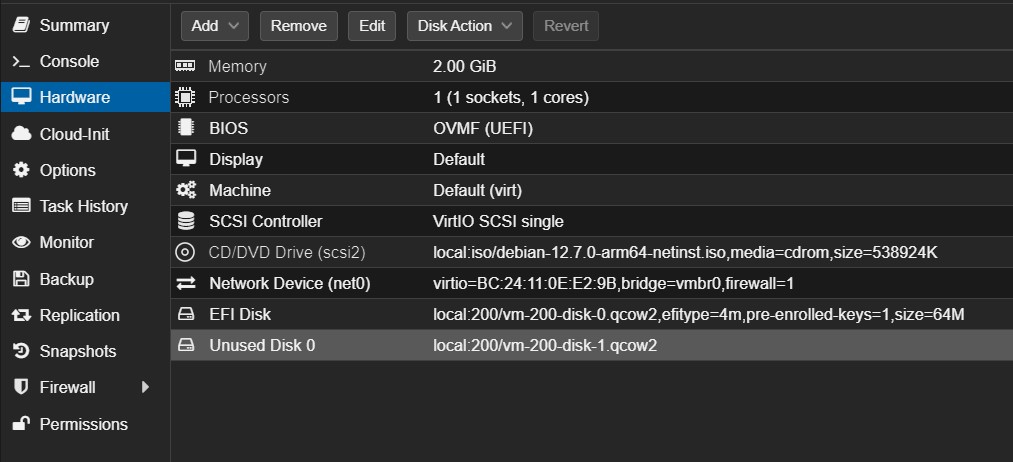 Summary
Console
Hardware
Cloud-Init
Options
Task History
Monitor
Backup
Replication
Snapshots
Firewall
Permissions
Add Remove Edit Disk Action Revert
Memory 2.00 GiB
Processors 1 (1 sockets, 1 cores)
BIOS OVMF (UEFI)
Display Default
Machine Default (virt)
SCSI Controller VirtIO SCSI single
CD/DVD Drive (scsi2) local:iso/debian-12.7.0-arm64-netinst.iso,media=cdrom,size=538924K
Network Device (net0) virtio=BC:24:11:0E:E2:9B,bridge=vmbr0,firewall=1
EFI Disk local:200/vm-200-disk-0.qcow2,efitype=4m,pre-enrolled-keys=1,size=64M
Unused Disk 0 local:200/vm-200-disk-1.qcow2